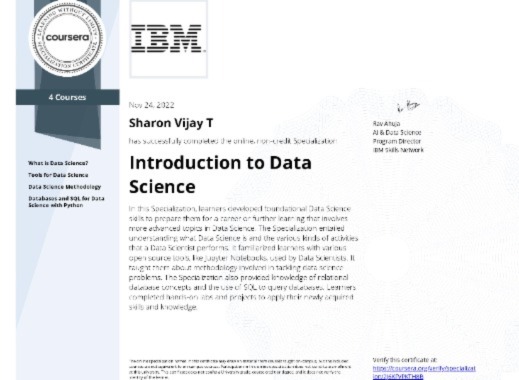 LEARNING WITHOUT LIMITS
coursera
SPECIALIZATION CERTIFICATE
4 Courses
What is Data Science?
Tools for Data Science
Data Science Methodology
Databases and SQL for Data
Science with Python
IBM
Nov 24, 2022
Sharon Vijay T
has successfully completed the online, non-credit Specialization
Introduction to Data
Science
In this Specialization, learners developed foundational Data Science
skills to prepare them for a career or further learning that involves
more advanced topics in Data Science. The Specialization entailed
understanding what Data Science is and the various kinds of activities
that a Data Scientist performs. It familiarized learners with various
open source tools, like Jupyter Notebooks, used by Data Scientists. It
taught them about methodology involved in tackling data science
problems. The Specialization also provided knowledge of relational
database concepts and the use of SQL to query databases. Learners
completed hands-on labs and projects to apply their newly acquired
skills and knowledge.
Rav Ahuja
AI & Data Science
Program Director
IBM Skills Network
Verify this certificate at:
https://coursera.org/verify/specializat